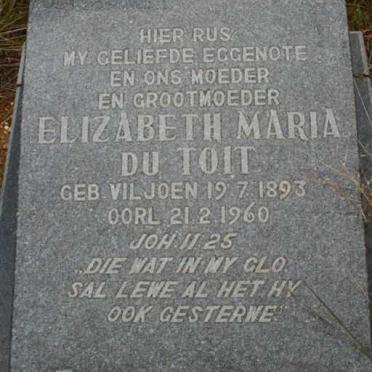 HIER RUS
MY GELIEFDE EGGENOTE
EN ONS MOEDER
EN GROOTMOEDER
ELIZABETH MARIA
DU TOIT
GEB VILJOEN 19.7.1893
OORL 21.2.1960
JOH.11.25
"DIE WAT IN MY GLO
SAL LEWE AL HET HY
OOK GESTERWE."